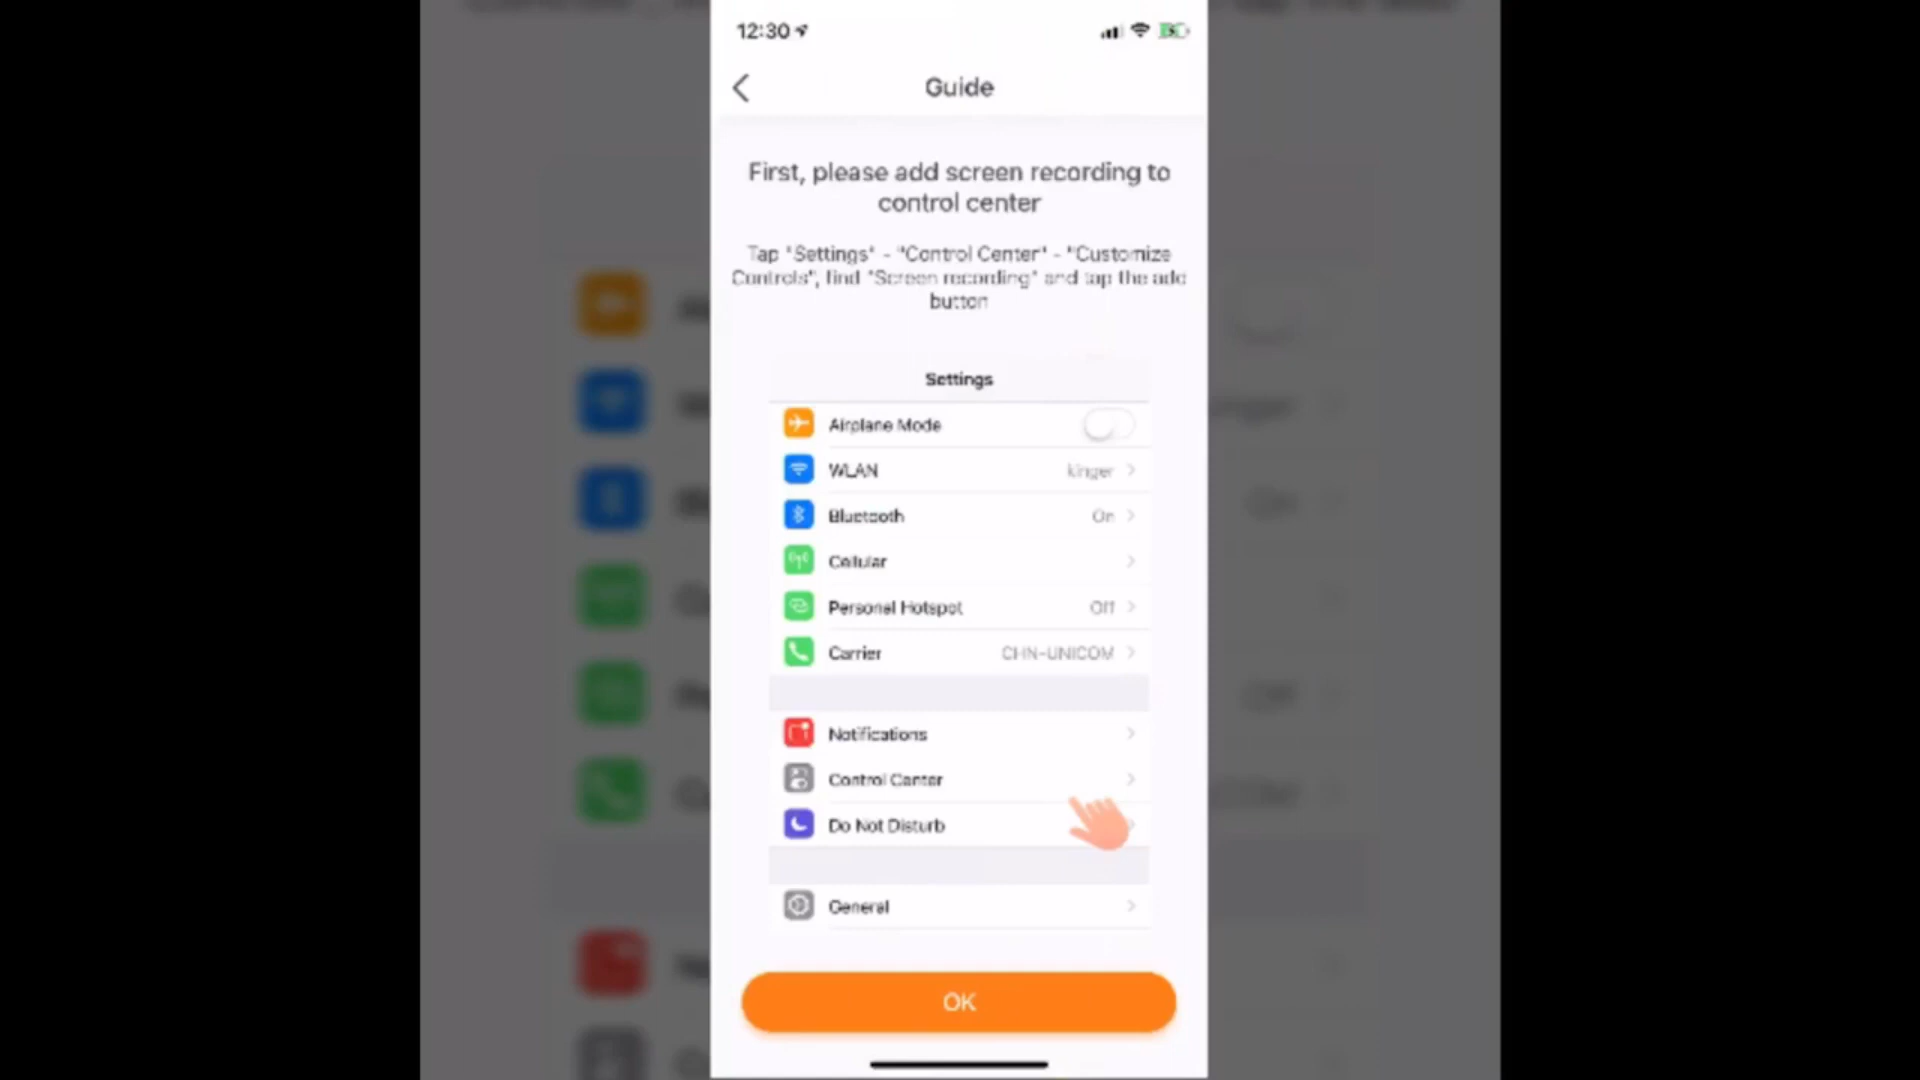 12:30
Guide
First, please add screen recording to
control center
Tap "Settings" - "Control Center" - "Customize
Controls", find "Screen recording" and tap the add
button
Settings
Airplane Mode
WLAN kinger
Bluetooth On
Cellular
Personal Hotspot Off
Carrier CHN-UNICOM
Notifications
Control Center
Do Not Disturb
General
OK